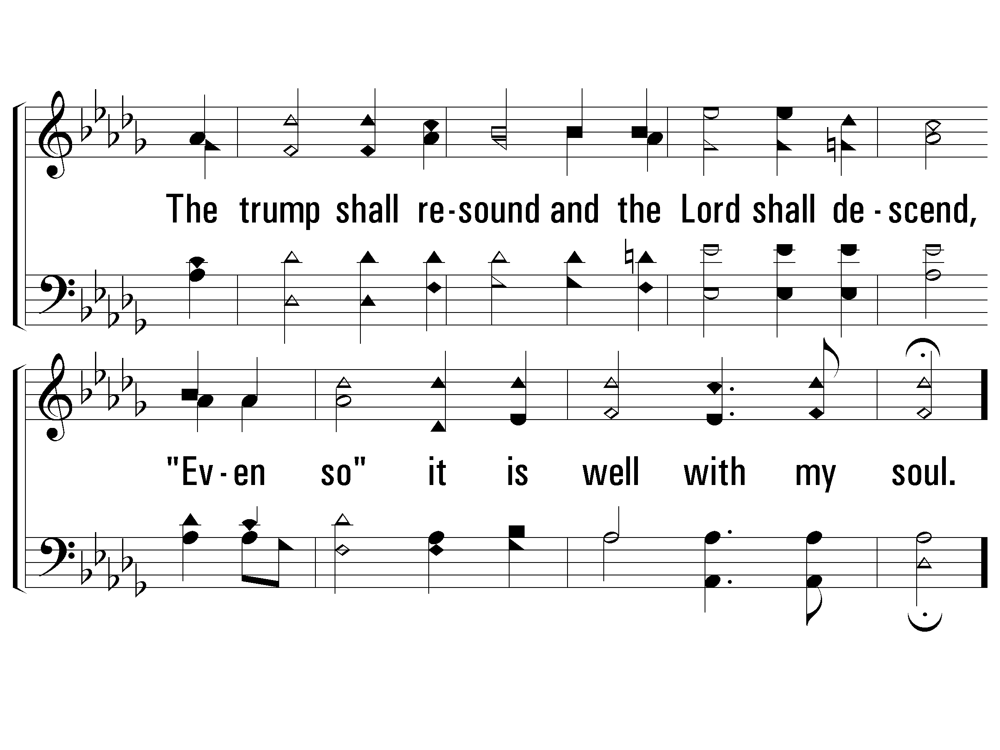 The trump shall re-sound and the Lord shall de-scend,
"Ev-en so" it is well with my soul.